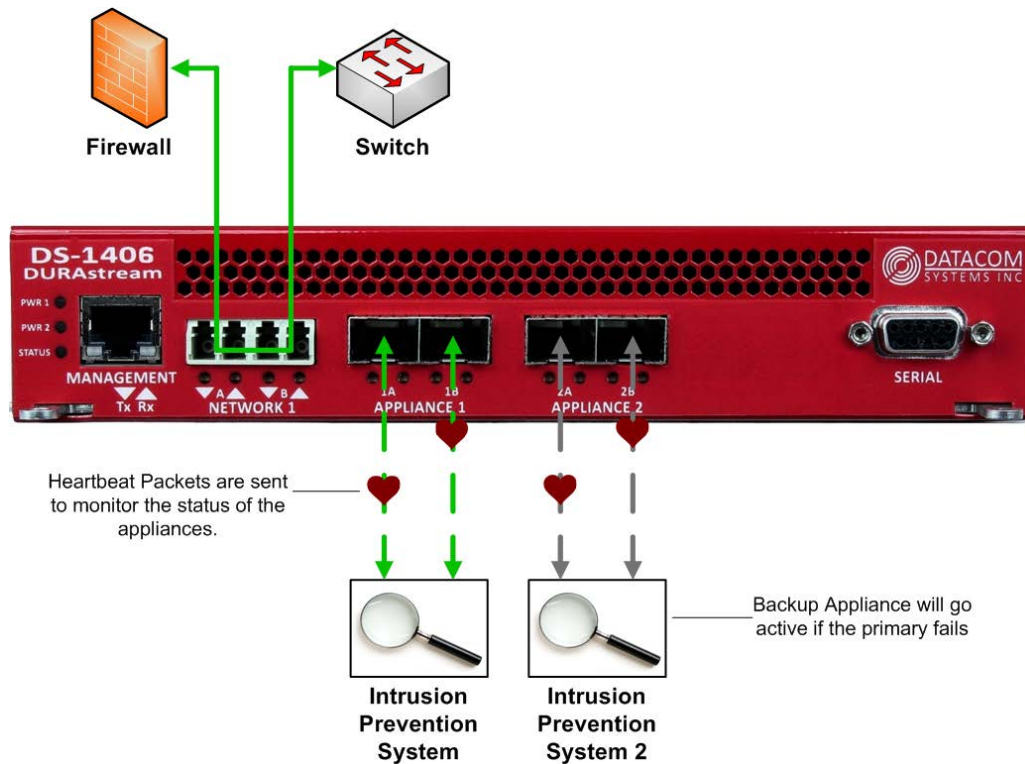 Firewall
Switch
DS-1406
DURAstream
DATACOM
SYSTEMS INC
PWR 1
PWR 2
STATUS
MANAGEMENT
Tx Rx
A B
NETWORK 1
1A 1B
APPLIANCE 1
2A 2B
APPLIANCE 2
SERIAL
Heartbeat Packets are sent
to monitor the status of the
appliances.
Backup Appliance will go
active if the primary fails
Intrusion
Prevention
System
Intrusion
Prevention
System 2